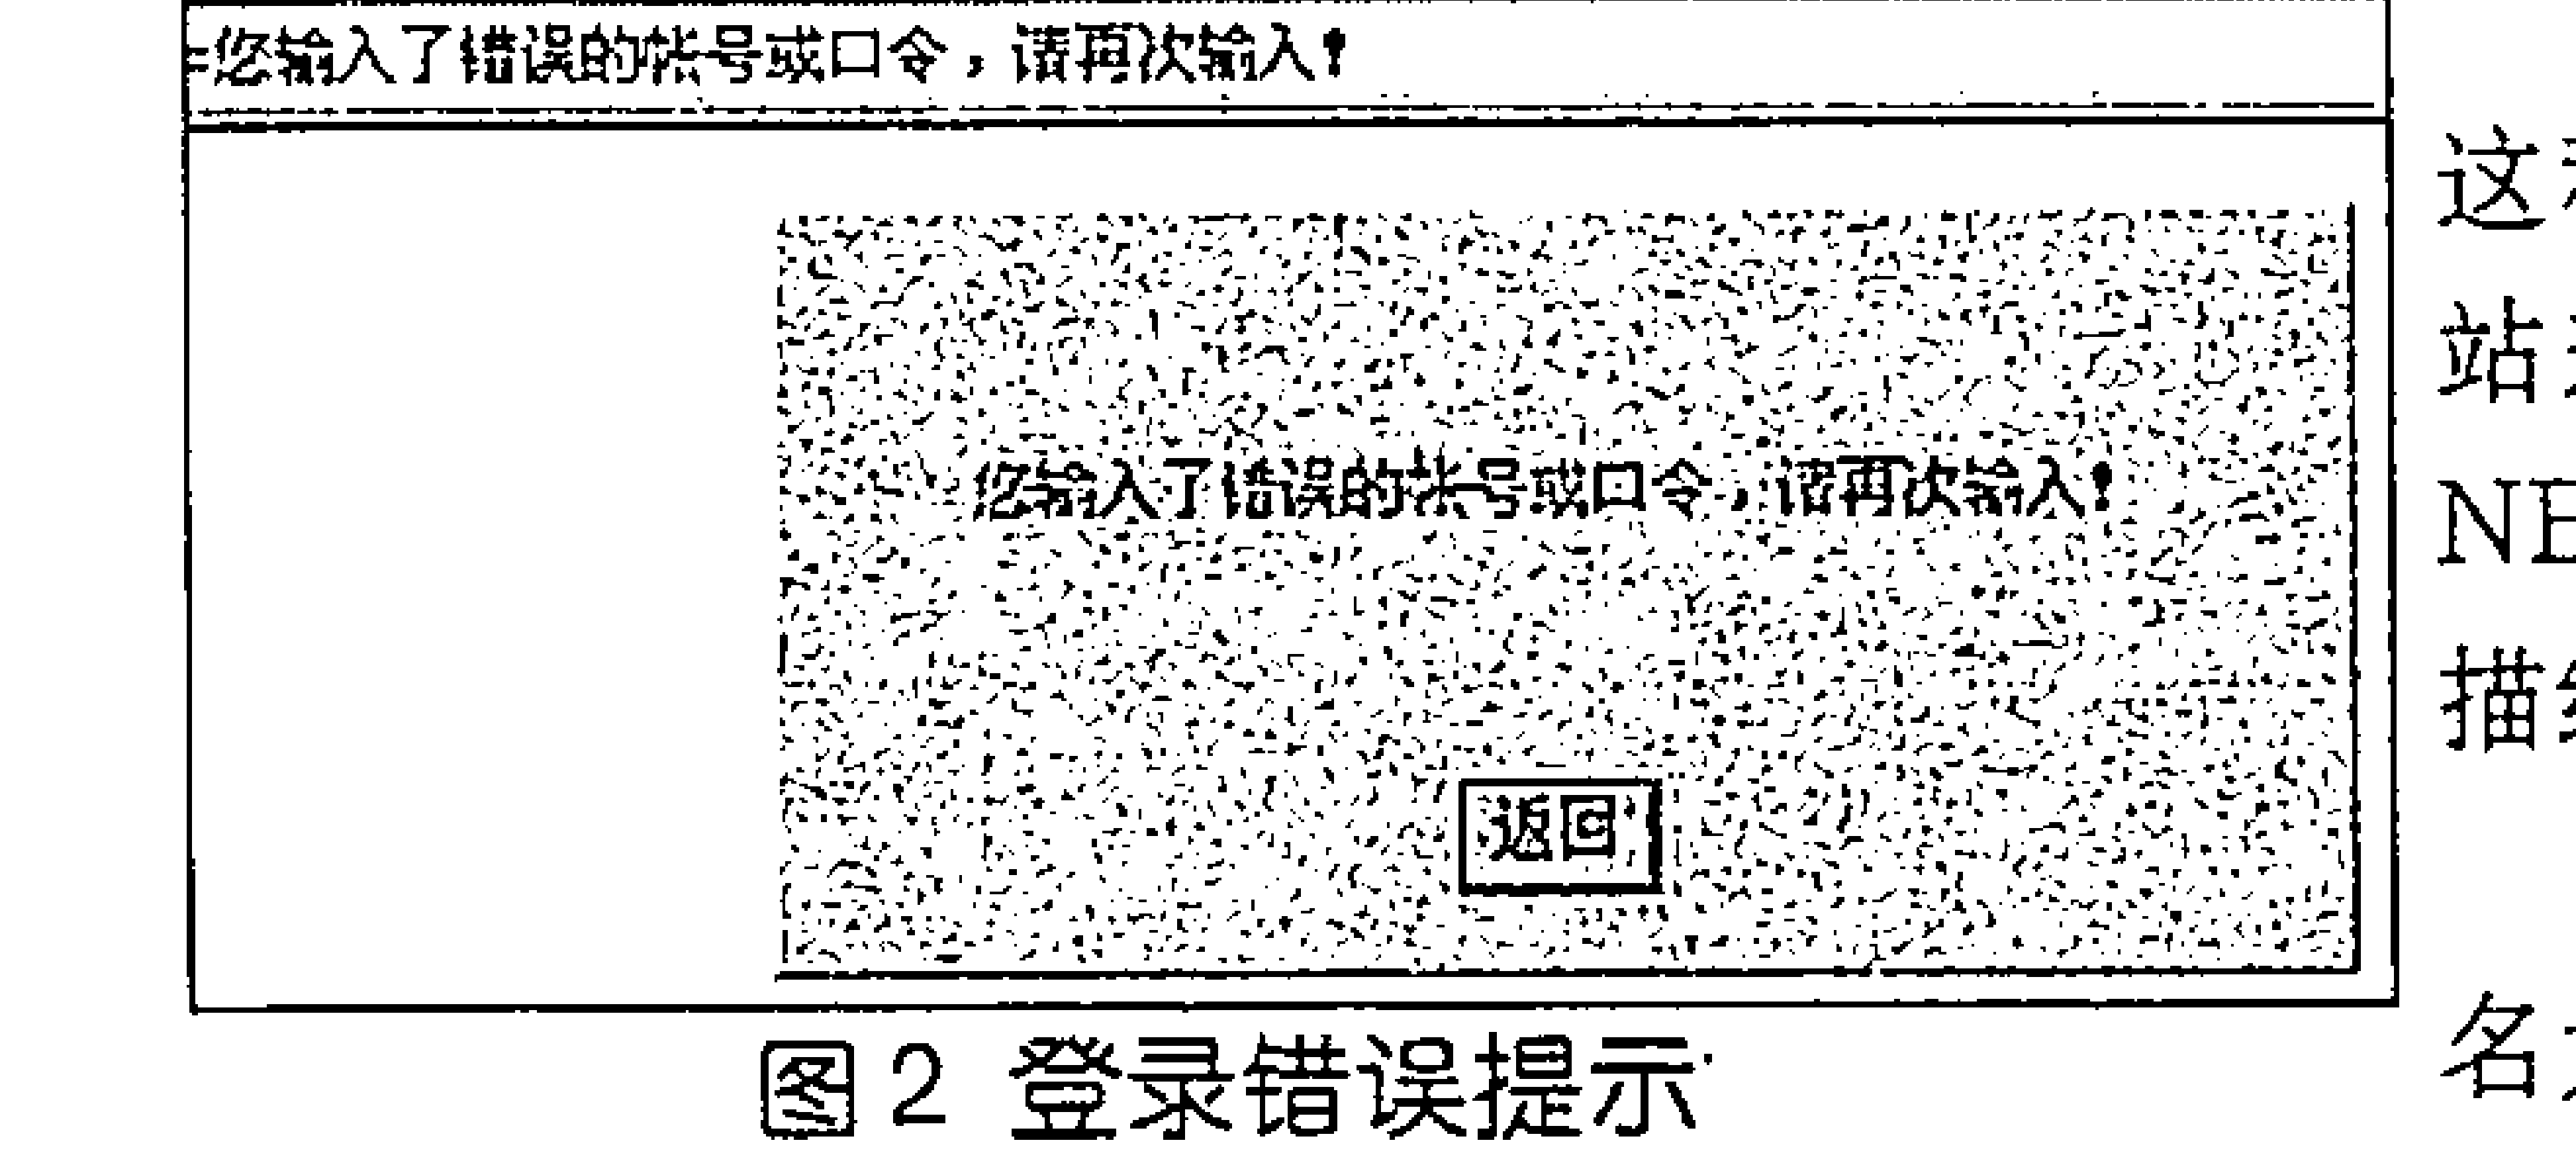 =您输入了错误的帐号或口令，请再次输入！
您输入了错误的帐号或口令，请再次输入！
返回
图2 登录错误提示
这
站
NE
描
名